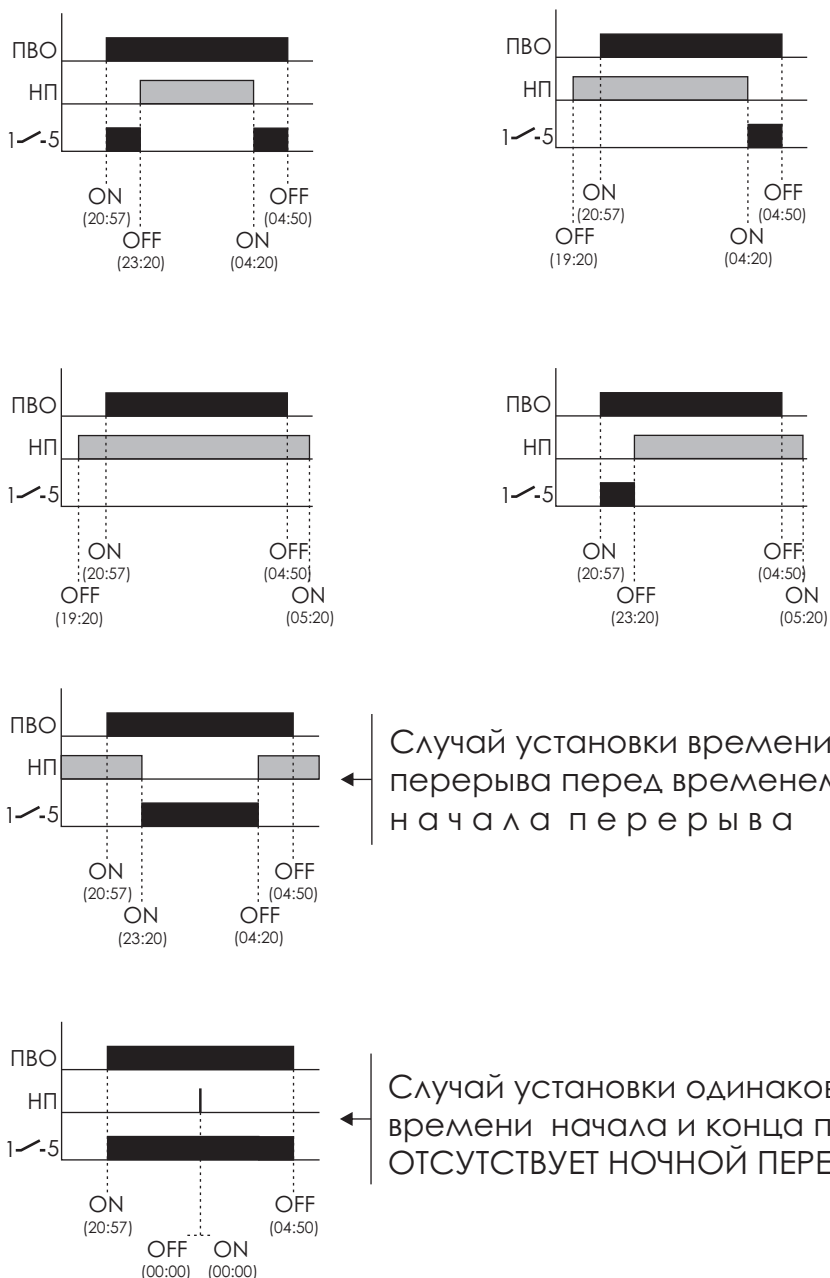 ПВО
НП
1 -5
ON
(20:57)
OFF
(04:50)
OFF
(23:20)
ON
(04:20)
ПВО
НП
1 -5
ON
(20:57)
OFF
(04:50)
OFF
(19:20)
ON
(04:20)
ПВО
НП
1 -5
ON
(20:57)
OFF
(04:50)
OFF
(19:20)
ON
(05:20)
ПВО
НП
1 -5
ON
(20:57)
OFF
(04:50)
OFF
(23:20)
ON
(05:20)
ПВО
НП
1 -5
ON
(20:57)
OFF
(04:50)
ON
(23:20)
OFF
(04:20)
Случай установки времени
перерыва перед
начала перерыва
ПВО
НП
1 -5
ON
(20:57)
OFF
(04:50)
OFF
(00:00)
ON
(00:00)
Случай установки
времени начала и конца
ОТСУТСТВУЕТ НОЧНОЙ